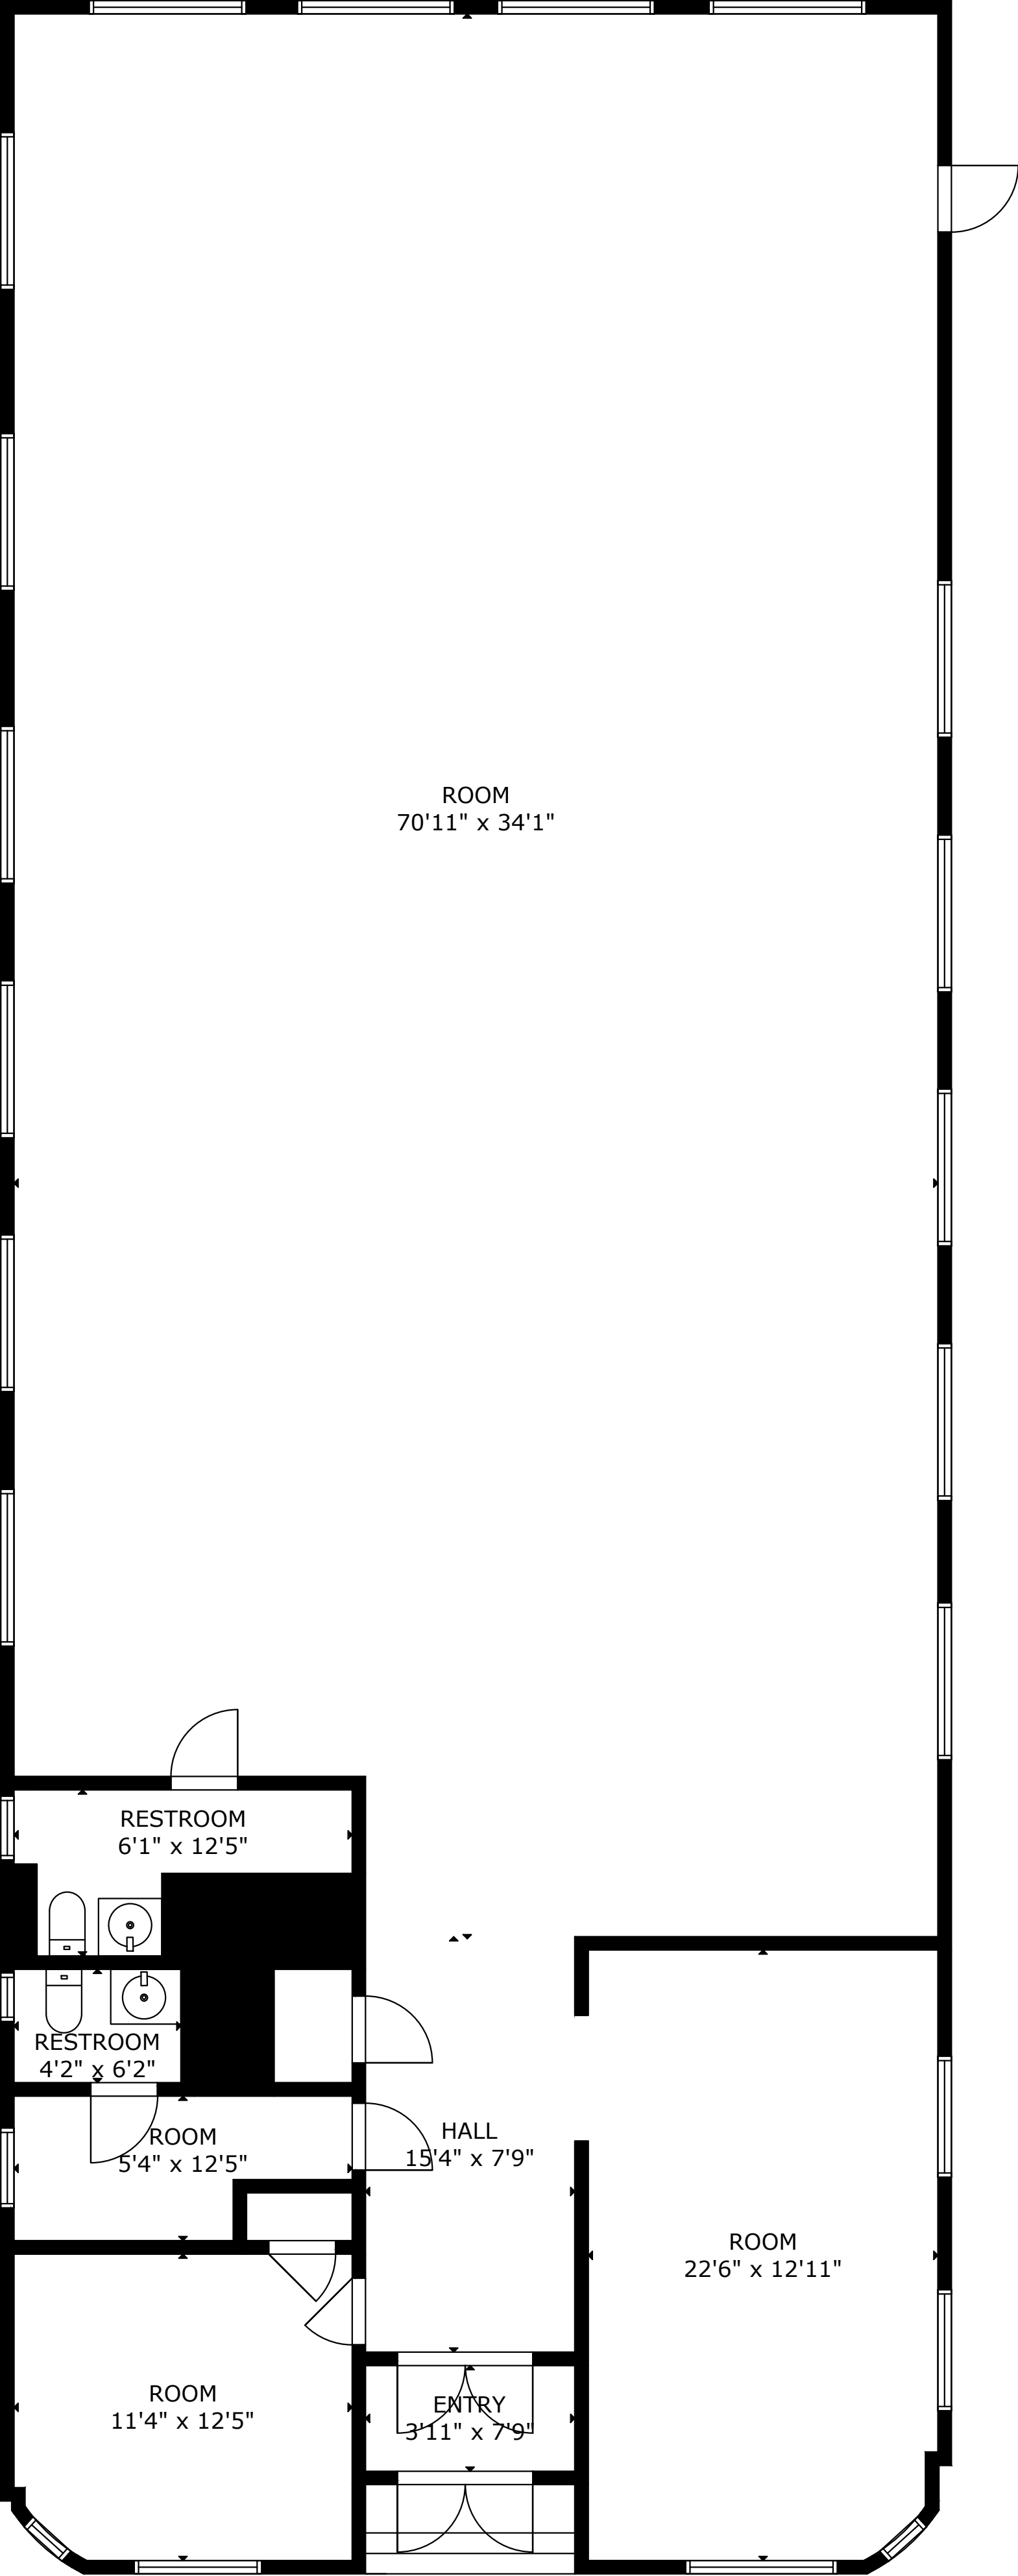 ROOM
70'11" x 34'1"
RESTROOM
6'1" x 12'5"
RESTROOM
4'2" x 6'2"
ROOM
5'4" x 12'5"
HALL
15'4" x 7'9"
ROOM
22'6" x 12'11"
ROOM
11'4" x 12'5"
ENTRY
3'11" x 7'9"